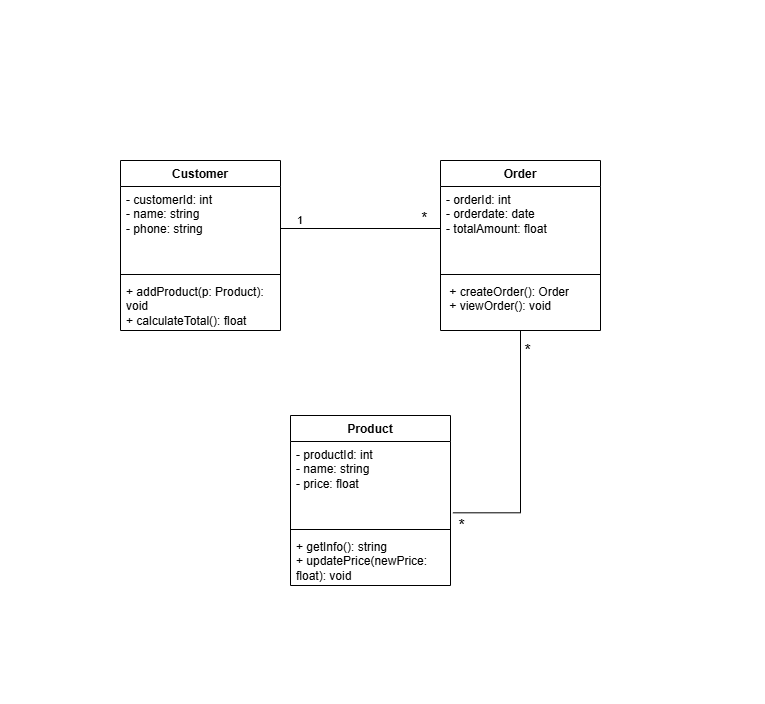 Customer
- customerId: int
- name: string
- phone: string
+ addProduct(p: Product):
void
+ calculateTotal(): float
1
*
Order
- orderId: int
- orderdate: date
- totalAmount: float
+ createOrder(): Order
+ viewOrder(): void
*
Product
- productId: int
- name: string
- price: float
+ getInfo(): string
+ updatePrice(newPrice:
float): void
*